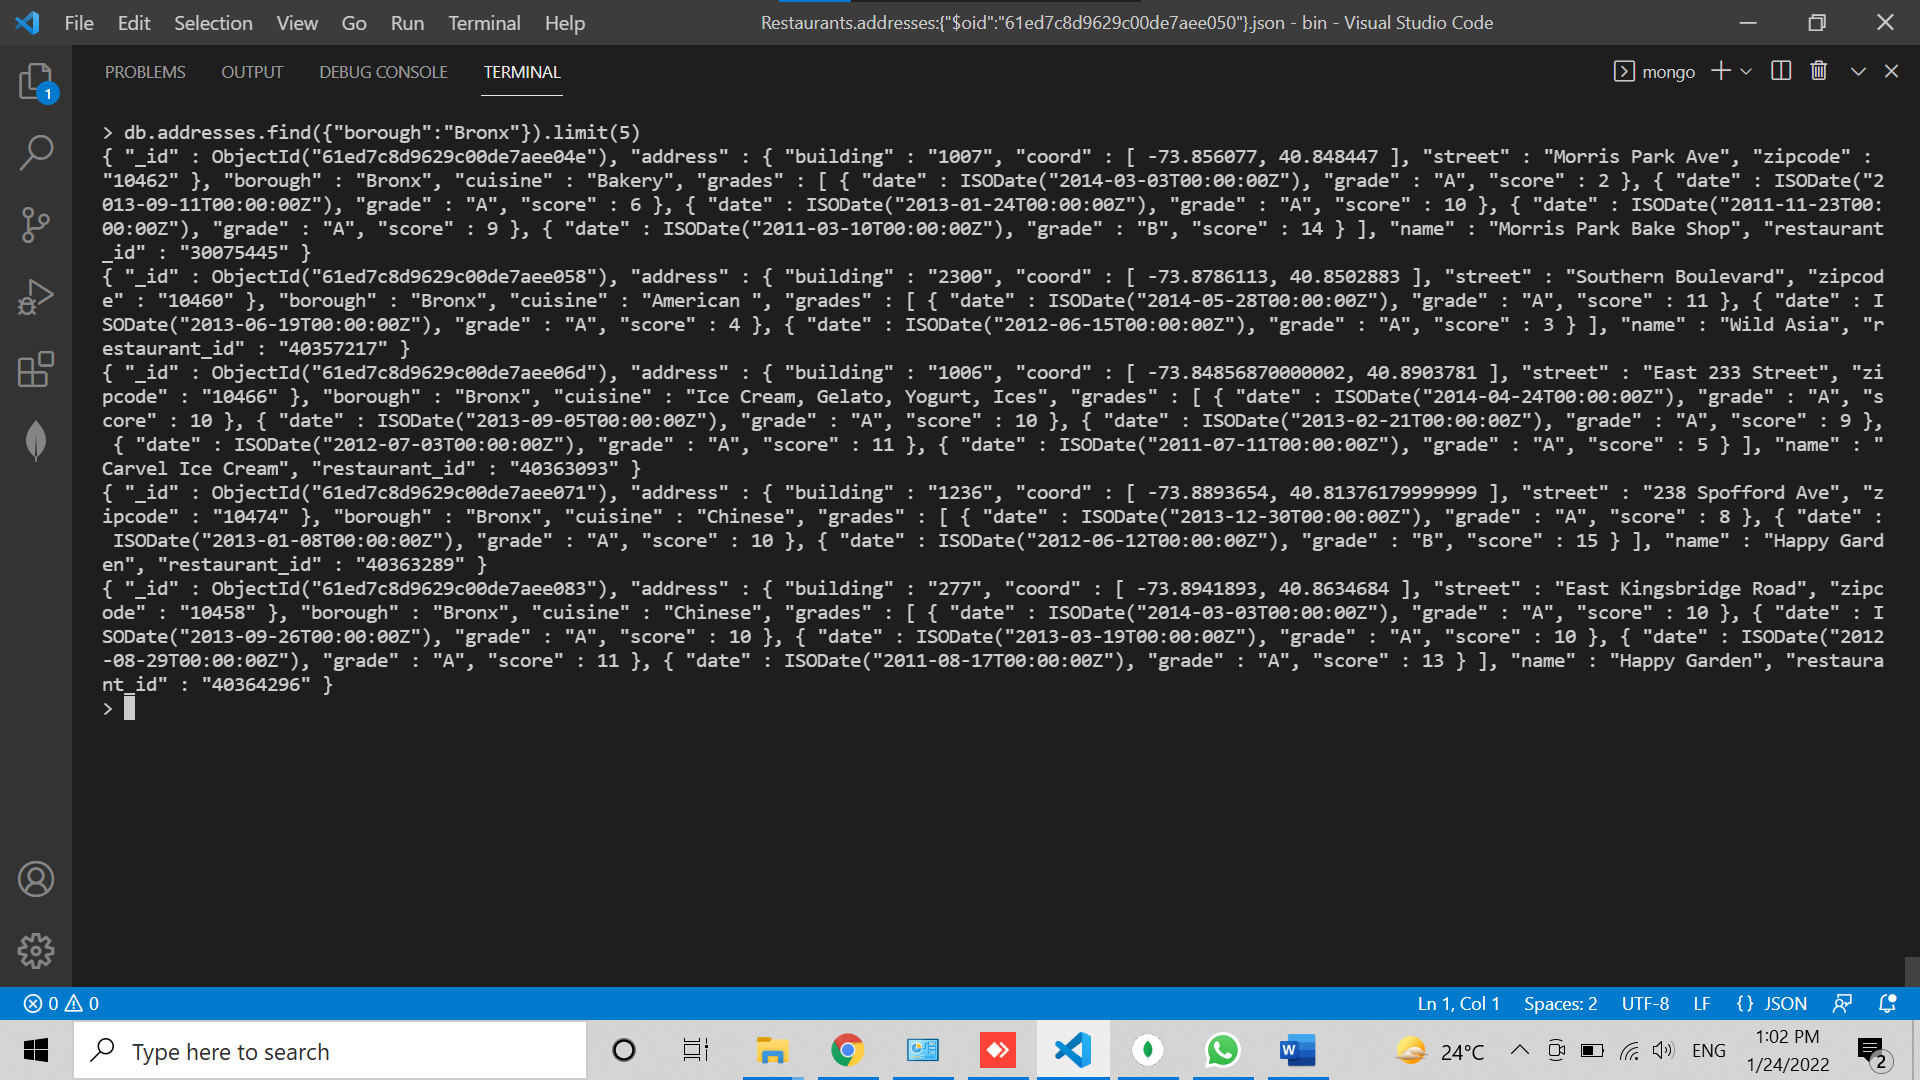 File Edit Selection View Go Run Terminal Help Restaurants.addresses:{"$oid":"61ed7c8d9629c00de7aee050"}.json - bin - Visual Studio Code
PROBLEMS OUTPUT DEBUG CONSOLE TERMINAL mongo
1
> db.addresses.find({"borough":"Bronx"}).limit(5)
{ "_id" : ObjectId("61ed7c8d9629c00de7aee04e"), "address" : { "building" : "1007", "coord" : [ -73.856077, 40.848447 ], "street" : "Morris Park Ave", "zipcode" :
"10462" }, "borough" : "Bronx", "cuisine" : "Bakery", "grades" : [ { "date" : ISODate("2014-03-03T00:00:00Z"), "grade" : "A", "score" : 2 }, { "date" : ISODate("2
013-09-11T00:00:00Z"), "grade" : "A", "score" : 6 }, { "date" : ISODate("2013-01-24T00:00:00Z"), "grade" : "A", "score" : 10 }, { "date" : ISODate("2011-11-23T00:
00:00Z"), "grade" : "A", "score" : 9 }, { "date" : ISODate("2011-03-10T00:00:00Z"), "grade" : "B", "score" : 14 } ], "name" : "Morris Park Bake Shop", "restaurant
_id" : "30075445" }
{ "_id" : ObjectId("61ed7c8d9629c00de7aee058"), "address" : { "building" : "2300", "coord" : [ -73.8786113, 40.8502883 ], "street" : "Southern Boulevard", "zipcod
e" : "10460" }, "borough" : "Bronx", "cuisine" : "American ", "grades" : [ { "date" : ISODate("2014-05-28T00:00:00Z"), "grade" : "A", "score" : 11 }, { "date" : I
SODate("2013-06-19T00:00:00Z"), "grade" : "A", "score" : 4 }, { "date" : ISODate("2012-06-15T00:00:00Z"), "grade" : "A", "score" : 3 } ], "name" : "Wild Asia", "r
estaurant_id" : "40357217" }
{ "_id" : ObjectId("61ed7c8d9629c00de7aee06d"), "address" : { "building" : "1006", "coord" : [ -73.84856870000002, 40.8903781 ], "street" : "East 233 Street", "zi
pcode" : "10466" }, "borough" : "Bronx", "cuisine" : "Ice Cream, Gelato, Yogurt, Ices", "grades" : [ { "date" : ISODate("2014-04-24T00:00:00Z"), "grade" : "A", "s
core" : 10 }, { "date" : ISODate("2013-09-05T00:00:00Z"), "grade" : "A", "score" : 10 }, { "date" : ISODate("2013-02-21T00:00:00Z"), "grade" : "A", "score" : 9 },
{ "date" : ISODate("2012-07-03T00:00:00Z"), "grade" : "A", "score" : 11 }, { "date" : ISODate("2011-07-11T00:00:00Z"), "grade" : "A", "score" : 5 } ], "name" : "
Carvel Ice Cream", "restaurant_id" : "40363093" }
{ "_id" : ObjectId("61ed7c8d9629c00de7aee071"), "address" : { "building" : "1236", "coord" : [ -73.8893654, 40.81376179999999 ], "street" : "238 Spofford Ave", "z
ipcode" : "10474" }, "borough" : "Bronx", "cuisine" : "Chinese", "grades" : [ { "date" : ISODate("2013-12-30T00:00:00Z"), "grade" : "A", "score" : 8 }, { "date" :
ISODate("2013-01-08T00:00:00Z"), "grade" : "A", "score" : 10 }, { "date" : ISODate("2012-06-12T00:00:00Z"), "grade" : "B", "score" : 15 } ], "name" : "Happy Gard
en", "restaurant_id" : "40363289" }
{ "_id" : ObjectId("61ed7c8d9629c00de7aee083"), "address" : { "building" : "277", "coord" : [ -73.8941893, 40.8634684 ], "street" : "East Kingsbridge Road", "zipc
ode" : "10458" }, "borough" : "Bronx", "cuisine" : "Chinese", "grades" : [ { "date" : ISODate("2014-03-03T00:00:00Z"), "grade" : "A", "score" : 10 }, { "date" : I
SODate("2013-09-26T00:00:00Z"), "grade" : "A", "score" : 10 }, { "date" : ISODate("2013-03-19T00:00:00Z"), "grade" : "A", "score" : 10 }, { "date" : ISODate("2012
-08-29T00:00:00Z"), "grade" : "A", "score" : 11 }, { "date" : ISODate("2011-08-17T00:00:00Z"), "grade" : "A", "score" : 13 } ], "name" : "Happy Garden", "restaura
nt_id" : "40364296" }
>
0 0 Ln 1, Col 1 Spaces: 2 UTF-8 LF {} JSON
Type here to search W 24°C ENG 1:02 PM
1/24/2022 2